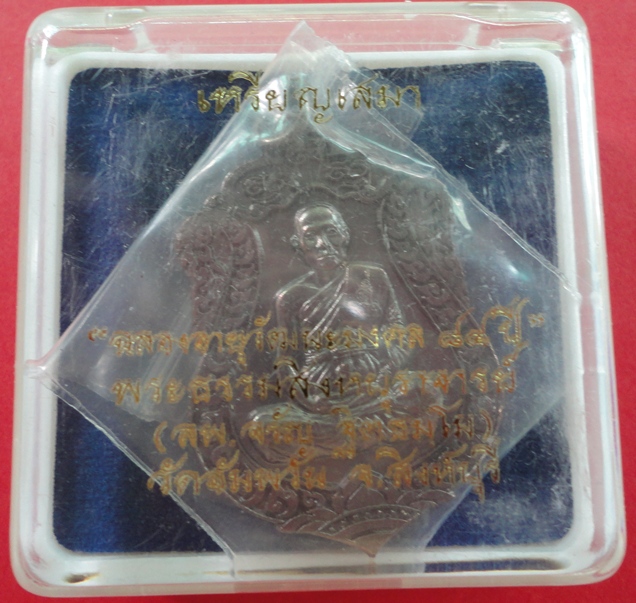 เหรียญเสมา
"ฉลองอายุวัฒนะมงคล ๘๔ ปี"
พระธรรมสิงหบุราจารย์
(ลพ. จรัญ ฐิตธมฺโม)
วัดอัมพวัน จ.สิงห์บุรี